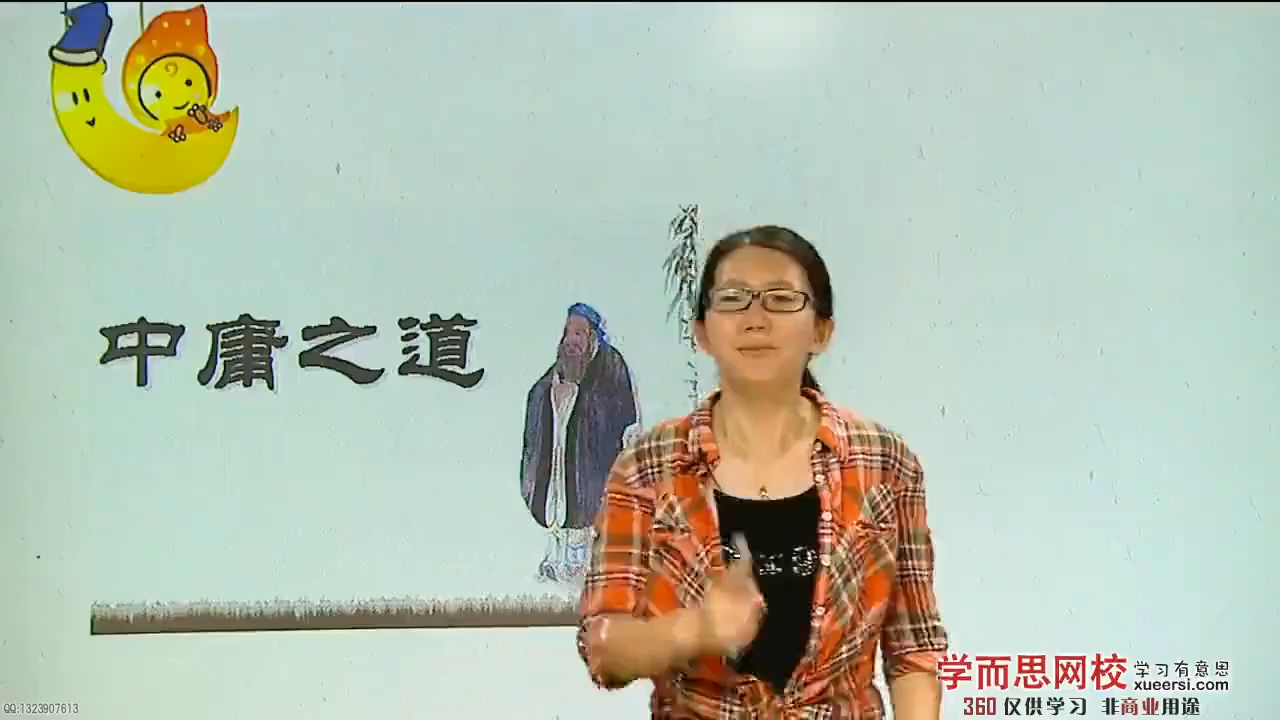 中庸之道
学而思网校 学习有意思
xueersi.com
360 仅供学习 非商业用途
QQ:1323907613